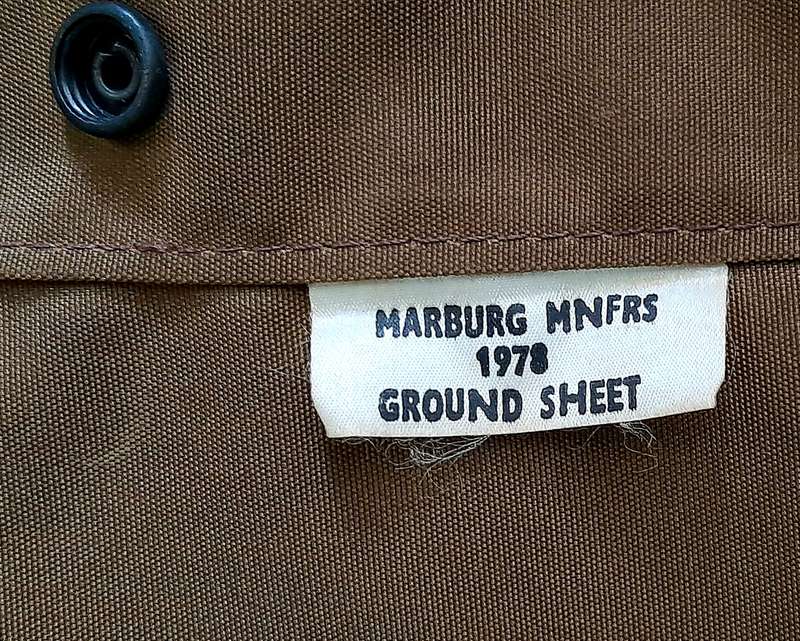 MARBURG MNFRS
1978
GROUND SHEET